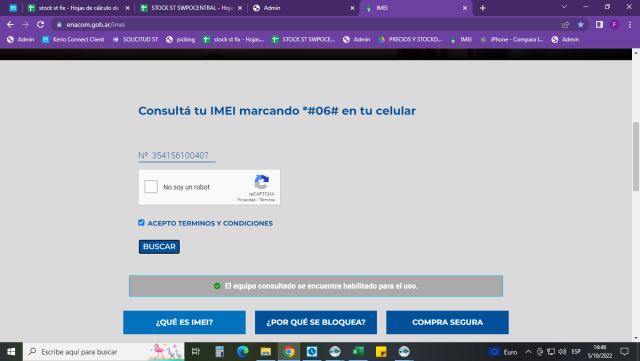 stock st fix - Hojas de cálculo de
STOCK ST SWPOCENTRAL - Hoja
Admin
IMEI
enacom.gob.ar/imei
F
Admin
Kerio Connect Client
SOLICITUD ST
picking
stock st fix - Hojas...
STOCK ST SWPOCE...
Admin
PRECIOS Y STOCKD...
IMEI
iPhone - Compara l...
Admin
Consultá tu IMEI marcando *#06# en tu celular
Nº 354156100407
No soy un robot
reCAPTCHA
Privacidad - Términos
ACEPTO TERMINOS Y CONDICIONES
BUSCAR
El equipo consultado se encuentra habilitado para el uso.
¿QUÉ ES IMEI?
¿POR QUÉ SE BLOQUEA?
COMPRA SEGURA
Escribe aquí para buscar
Euro
ESP
14:46
5/10/2022